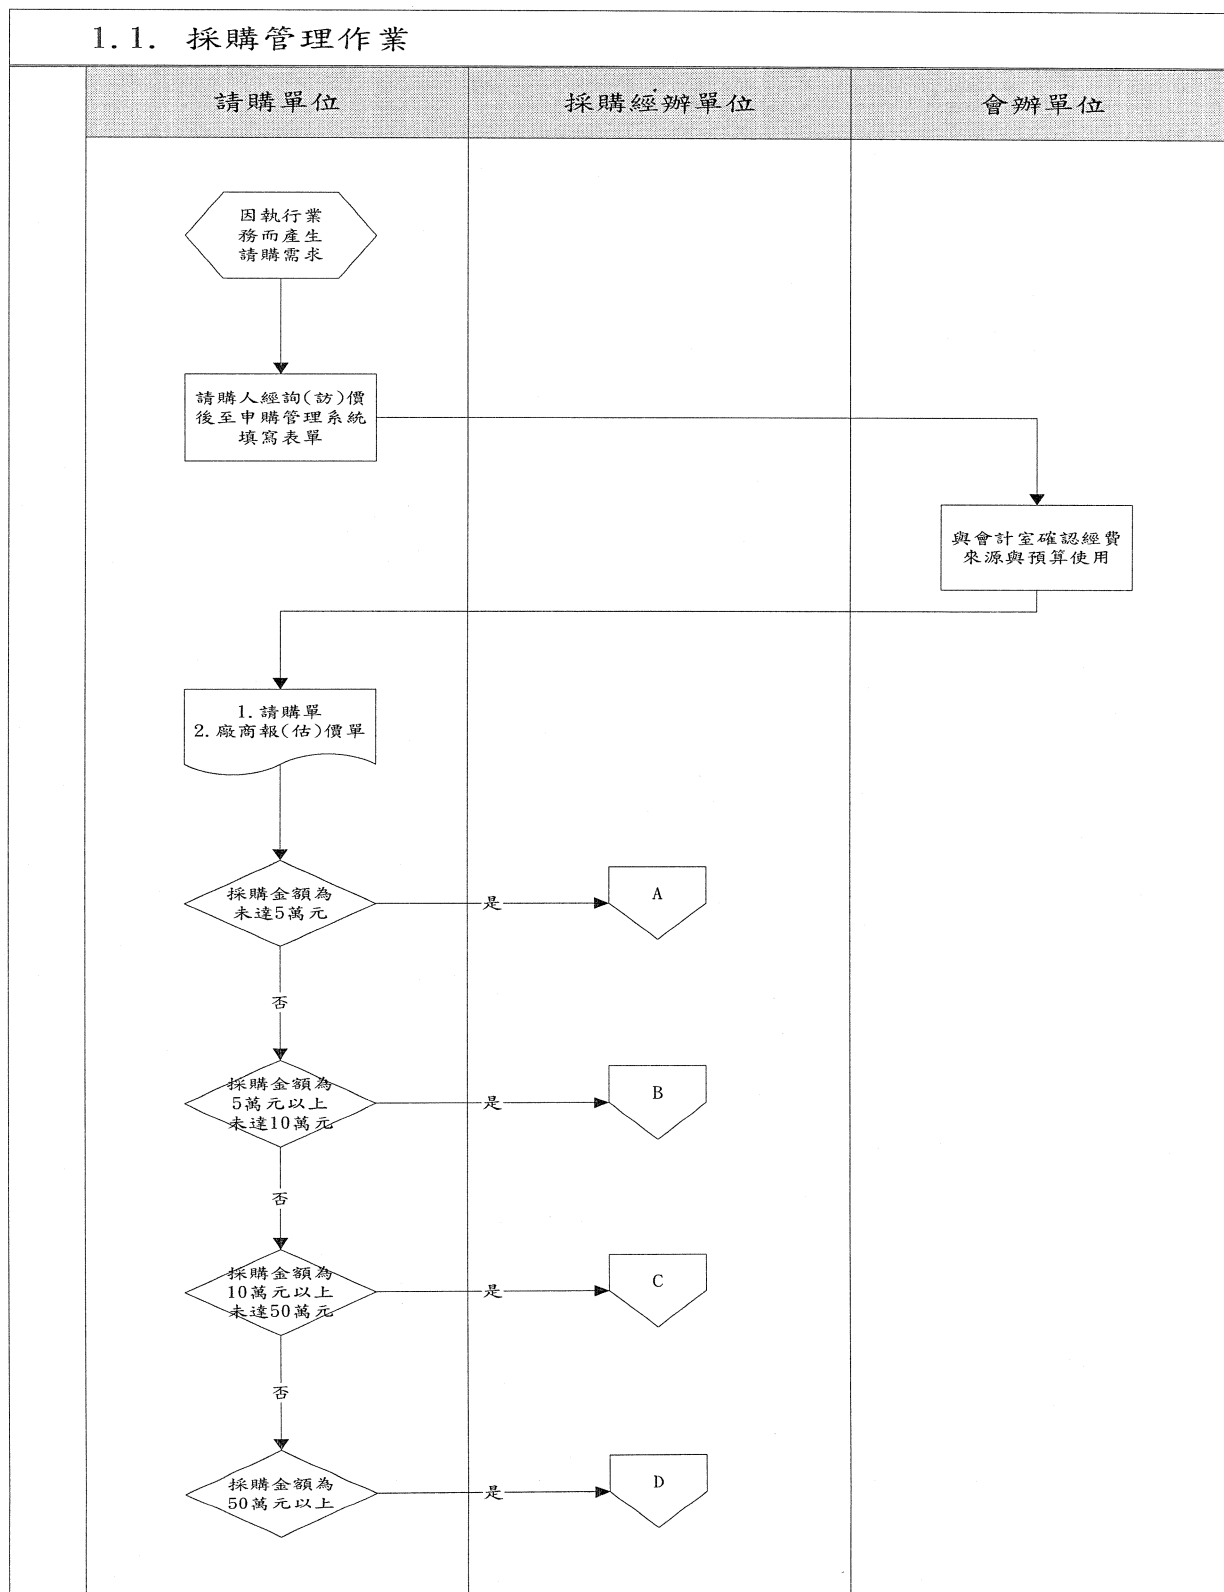 1.1. 採購管理作業
請購單位
採購經辦單位
會辦單位
因執行業
務而產生
請購需求
請購人經詢(訪)價
後至申購管理系統
填寫表單
與會計室確認經費
來源與預算使用
1.請購單
2.廠商報(估)價單
採購金額為
未達5萬元
是
A
否
採購金額為
5萬元以上
未達10萬元
是
B
否
採購金額為
10萬元以上
未達50萬元
是
C
否
採購金額為
50萬元以上
是
D